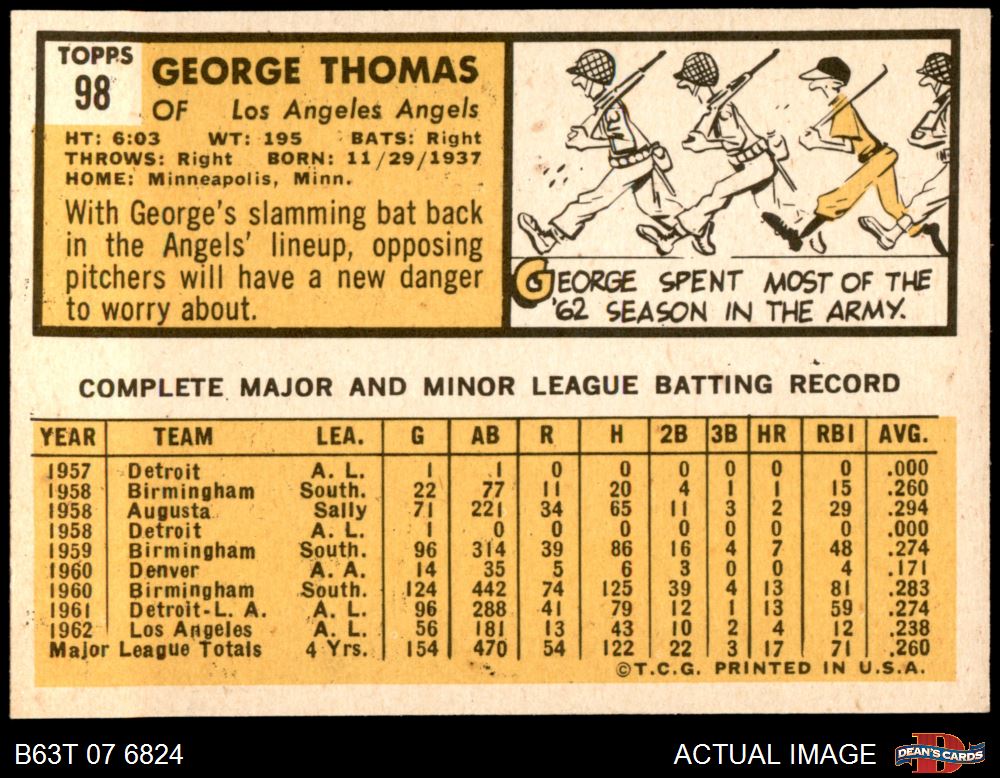 TOPPS
98
GEORGE THOMAS
OF Los Angeles Angels
HT: 6:03 WT: 195 BATS: Right
THROWS: Right BORN: 11/29/1937
HOME: Minneapolis, Minn.
With George's slamming bat back
in the Angels' lineup, opposing
pitchers will have a new danger
to worry about.
GEORGE SPENT MOST OF THE
'62 SEASON IN THE ARMY.
COMPLETE MAJOR AND MINOR LEAGUE BATTING RECORD
YEAR TEAM LEA. G AB R H 2B 3B HR RBI AVG.
1957 Detroit A. L. 1 1 0 0 0 0 0 0 .000
1958 Birmingham South. 22 77 11 20 4 1 1 15 .260
1958 Augusta Sally 71 221 34 65 11 3 2 29 .294
1958 Detroit A. L. 1 0 0 0 0 0 0 0 .000
1959 Birmingham South. 96 314 39 86 16 4 7 48 .274
1960 Denver A. A. 14 35 5 6 3 0 0 4 .171
1960 Birmingham South. 124 442 74 125 39 4 13 81 .283
1961 Detroit-L. A. A. L. 96 288 41 79 12 1 13 59 .274
1962 Los Angeles A. L. 56 181 13 43 10 2 4 12 .238
Major League Totals 4 Yrs. 154 470 54 122 22 3 17 71 .260
©T.C.G. PRINTED IN U.S.A.
B63T 07 6824
ACTUAL IMAGE
DEAN'S CARDS